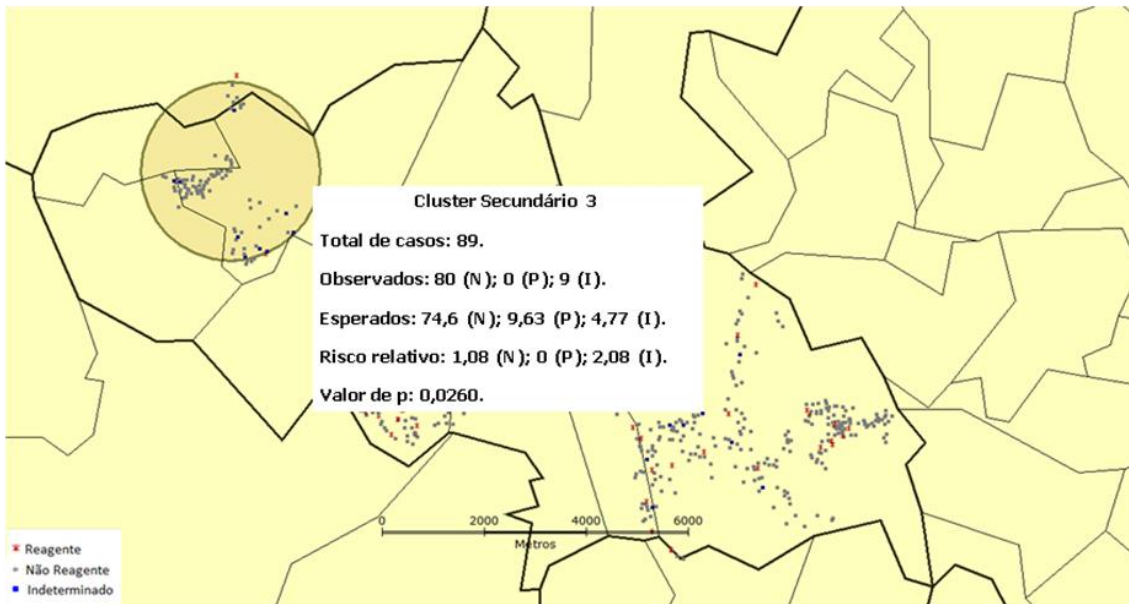 Cluster Secundário 3
Total de casos: 89.
Observados: 80 (N); 0 (P); 9 (I).
Esperados: 74,6 (N); 9,63 (P); 4,77 (I).
Risco relativo: 1,08 (N); 0 (P); 2,08 (I).
Valor de p: 0,0260.
0 2000 4000 6000
Metros
Reagente
Não Reagente
Indeterminado